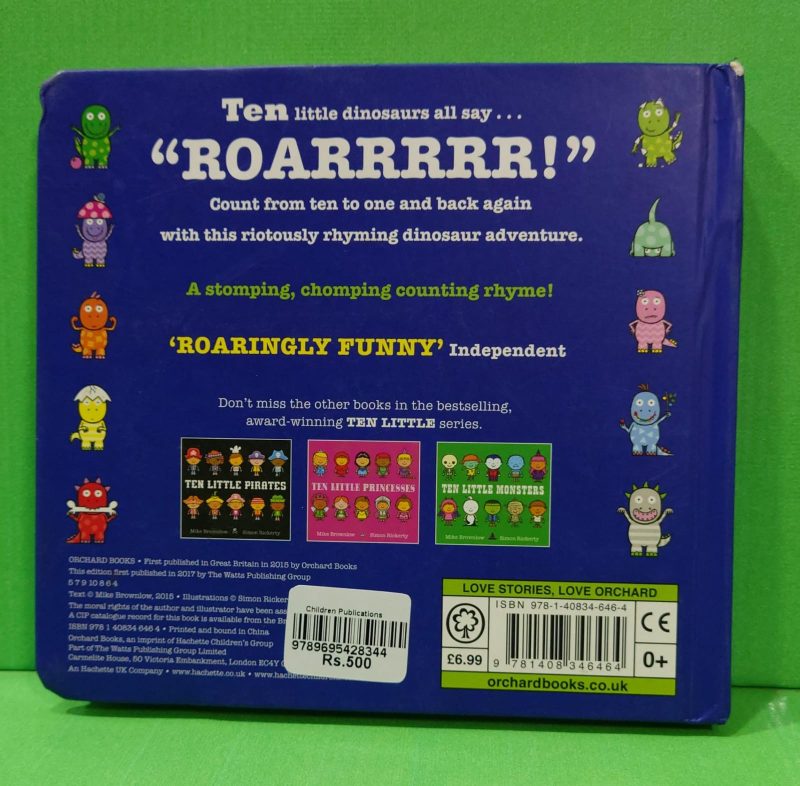 Ten little dinosaurs all say . . .
“ROARRRRR!”
Count from ten to one and back again
with this riotously rhyming dinosaur adventure.
A stomping, chomping counting rhyme!
‘ROARINGLY FUNNY’ Independent
Don’t miss the other books in the bestselling,
award-winning TEN LITTLE series.
TEN LITTLE PIRATES
Mike Brownlow Simon Rickerty
TEN LITTLE PRINCESSES
Mike Brownlow Simon Rickerty
TEN LITTLE MONSTERS
Mike Brownlow Simon Rickerty
ORCHARD BOOKS • First published in Great Britain in 2015 by Orchard Books
This edition first published in 2017 by The Watts Publishing Group
5 7 9 10 8 6 4
Text © Mike Brownlow, 2015 • Illustrations © Simon
The moral rights of the author and illustrator have been
A CIP catalogue record for this book is available from the
ISBN 978 1 40834 646 4 • Printed and bound in China
Orchard Books, an imprint of Hachette Children’s Group
Part of The Watts Publishing Group Limited
Carmelite House, 50 Victoria Embankment, London EC4Y
An Hachette UK Company • www.hachette.co.uk •
Children Publications
9789695428344
Rs.500
LOVE STORIES, LOVE ORCHARD
ISBN 978-1-40834-646-4
£6.99
9 781408 346464
CE
0+
orchardbooks.co.uk